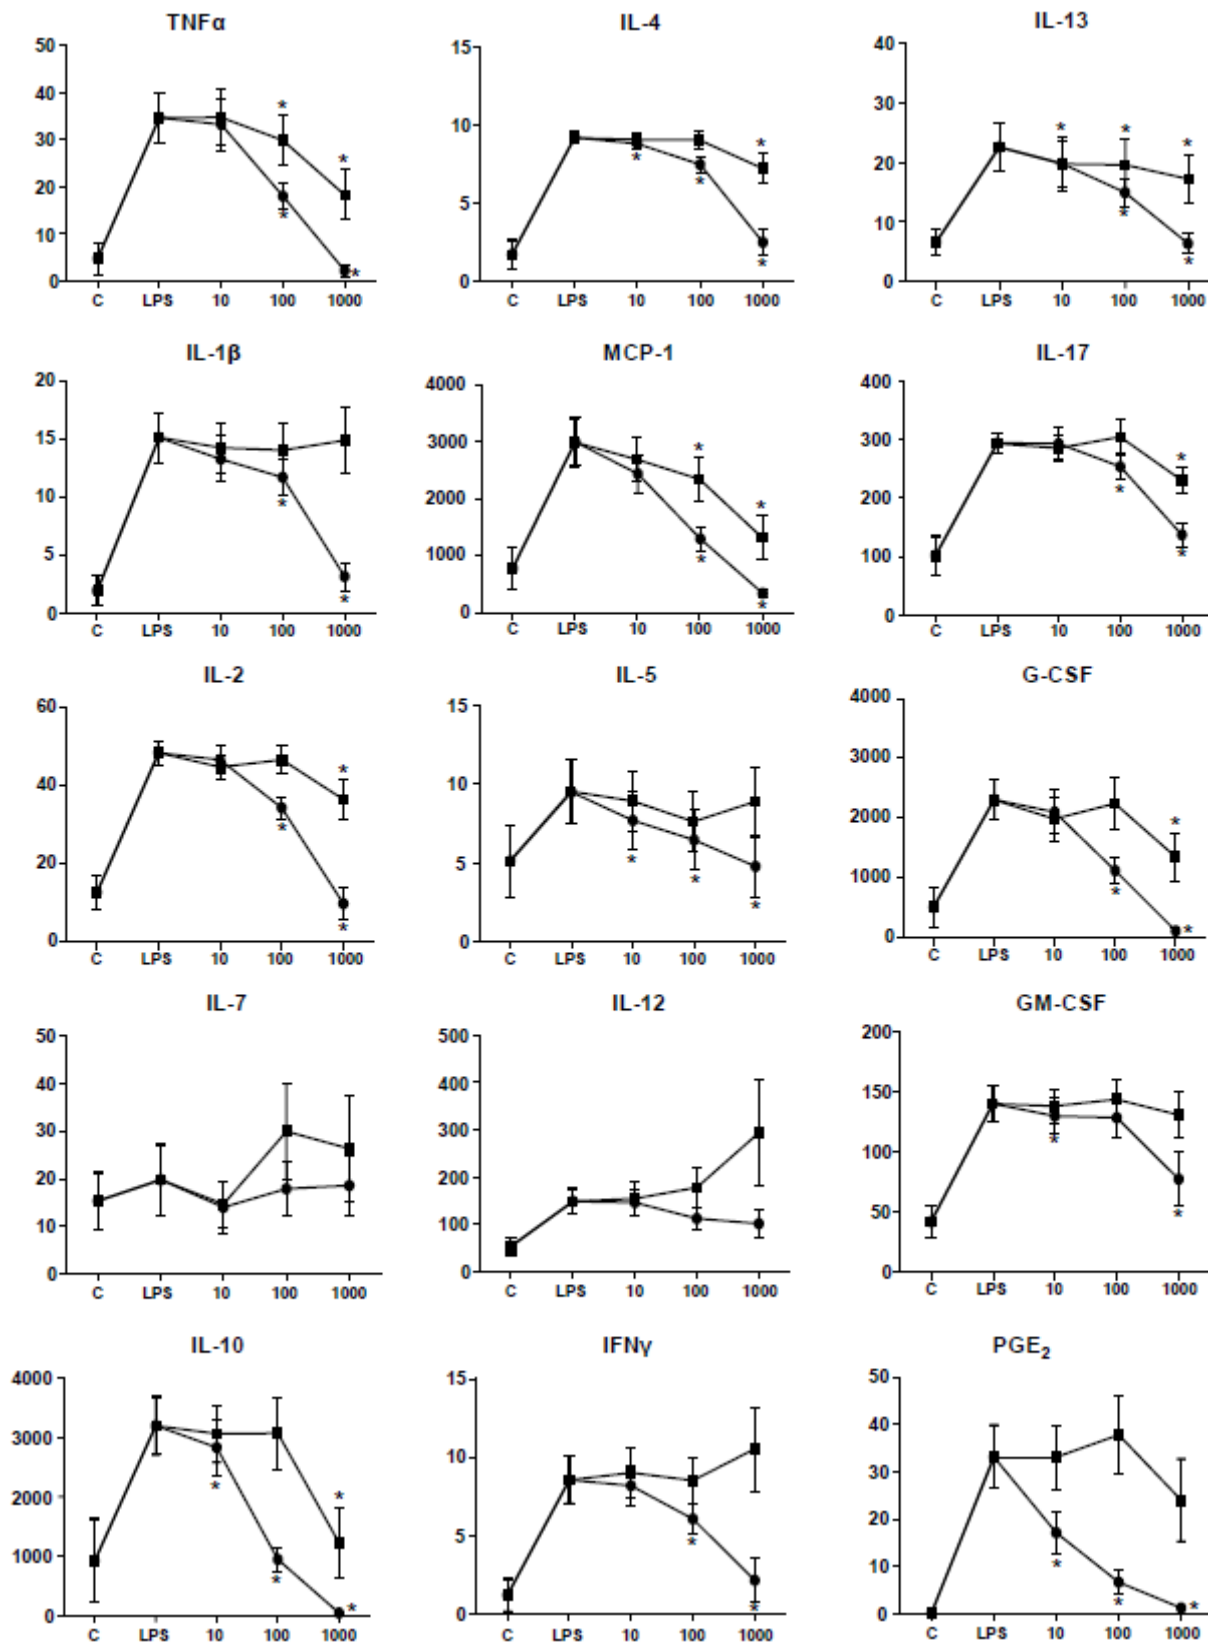 TNFα
50
40
30
20
10
0
C LPS 10 100 1000
* * * *
IL-4
15
10
5
0
C LPS 10 100 1000
* * * *
IL-13
40
30
20
10
0
C LPS 10 100 1000
* * * * *
IL-1β
20
15
10
5
0
C LPS 10 100 1000
* *
MCP-1
4000
3000
2000
1000
0
C LPS 10 100 1000
* * * *
IL-17
400
300
200
100
0
C LPS 10 100 1000
* * *
IL-2
60
40
20
0
C LPS 10 100 1000
* * *
IL-5
15
10
5
0
C LPS 10 100 1000
* * *
G-CSF
4000
3000
2000
1000
0
C LPS 10 100 1000
* * *
IL-7
50
40
30
20
10
0
C LPS 10 100 1000
IL-12
500
400
300
200
100
0
C LPS 10 100 1000
GM-CSF
200
150
100
50
0
C LPS 10 100 1000
* *
IL-10
4000
3000
2000
1000
0
C LPS 10 100 1000
* * * *
IFNγ
15
10
5
0
C LPS 10 100 1000
* *
PGE₂
50
40
30
20
10
0
C LPS 10 100 1000
* * *